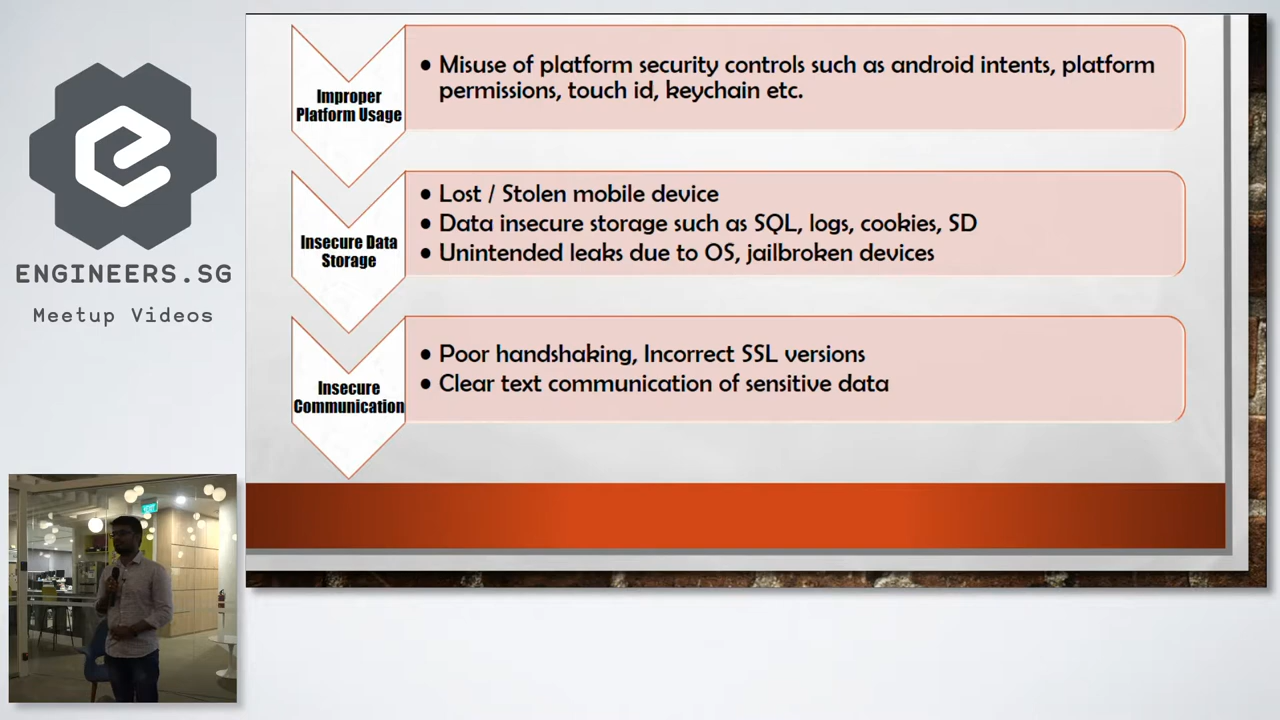 Improper
Platform Usage
• Misuse of platform security controls such as android intents, platform
permissions, touch id, keychain etc.
Insecure Data
Storage
• Lost / Stolen mobile device
• Data insecure storage such as SQL, logs, cookies, SD
• Unintended leaks due to OS, jailbroken devices
Insecure
Communication
• Poor handshaking, Incorrect SSL versions
• Clear text communication of sensitive data
ENGINEERS.SG
Meetup Videos
EXIT